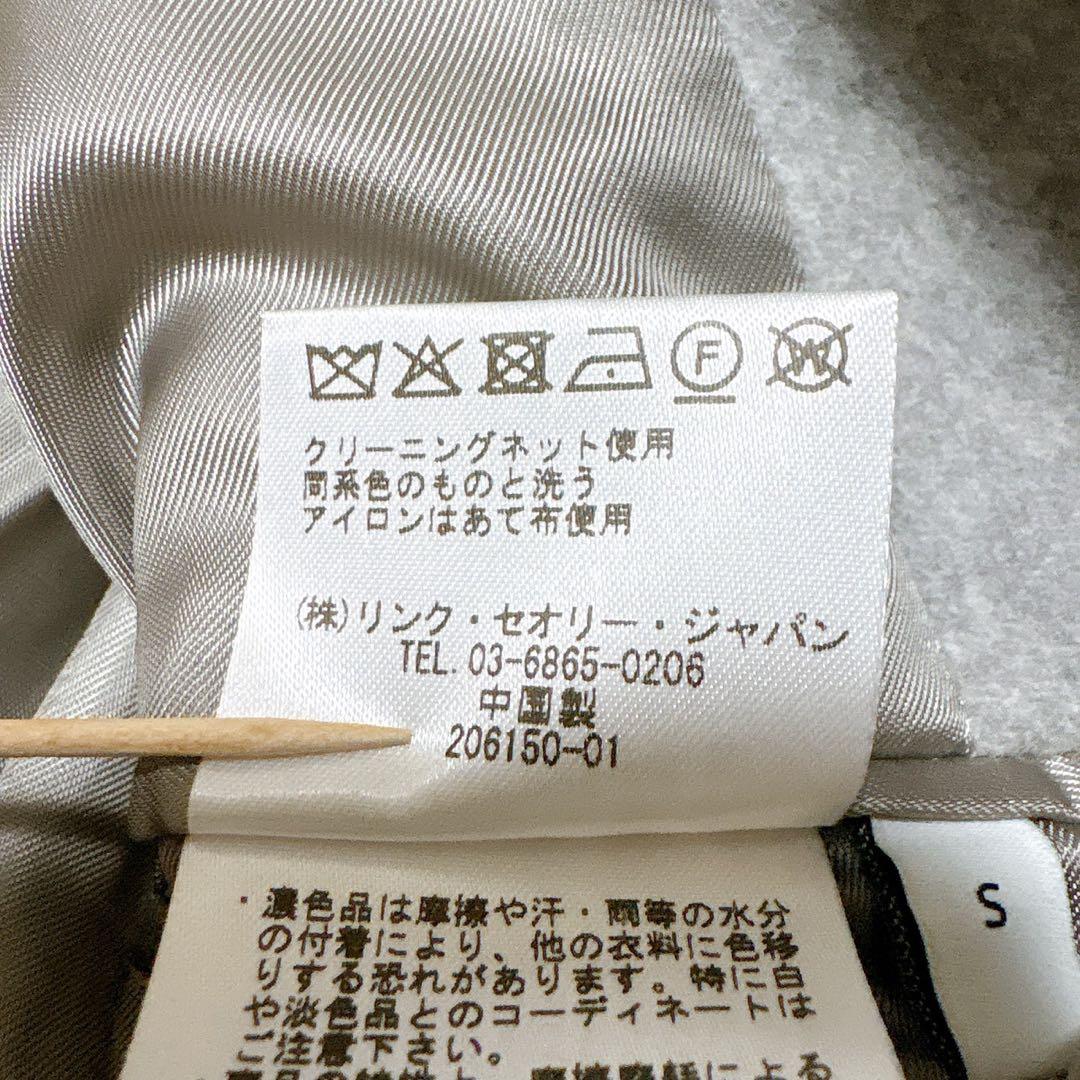 F
W
クリーニングネット使用
同系色のものと洗う
アイロンはあて布使用
(株)リンク・セオリー・ジャパン
TEL.03-6865-0206
中国製
206150-01
S
・濃色品は摩擦や汗・雨等の水分
の付着により、他の衣料に色移
りする恐れがあります。特に白
や淡色品とのコーディネートは
ご注意下さい。